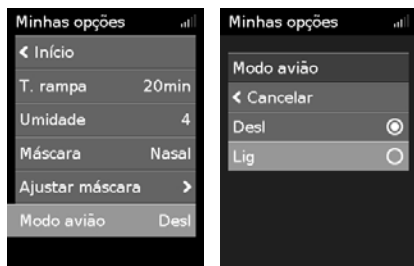 Minhas opções
< Início
T. rampa 20min
Umidade 4
Máscara Nasal
Ajustar máscara >
Modo avião Desl
Minhas opções
Modo avião
< Cancelar
Desl
Lig